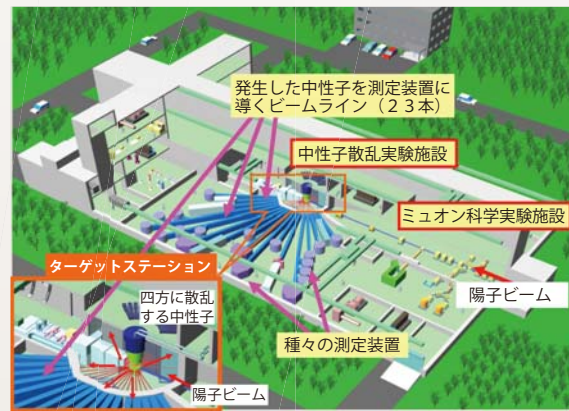 発生した中性子を測定装置に
導くビームライン（２３本）
中性子散乱実験施設
ミュオン科学実験施設
ターゲットステーション
四方に散乱
する中性子
陽子ビーム
種々の測定装置
陽子ビーム